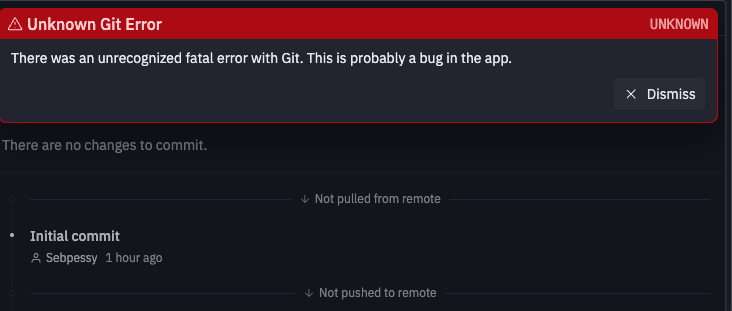 Unknown Git Error
UNKNOWN
There was an unrecognized fatal error with Git. This is probably a bug in the app.
Dismiss
There are no changes to commit.
Not pulled from remote
Initial commit
Sebpessy 1 hour ago
Not pushed to remote